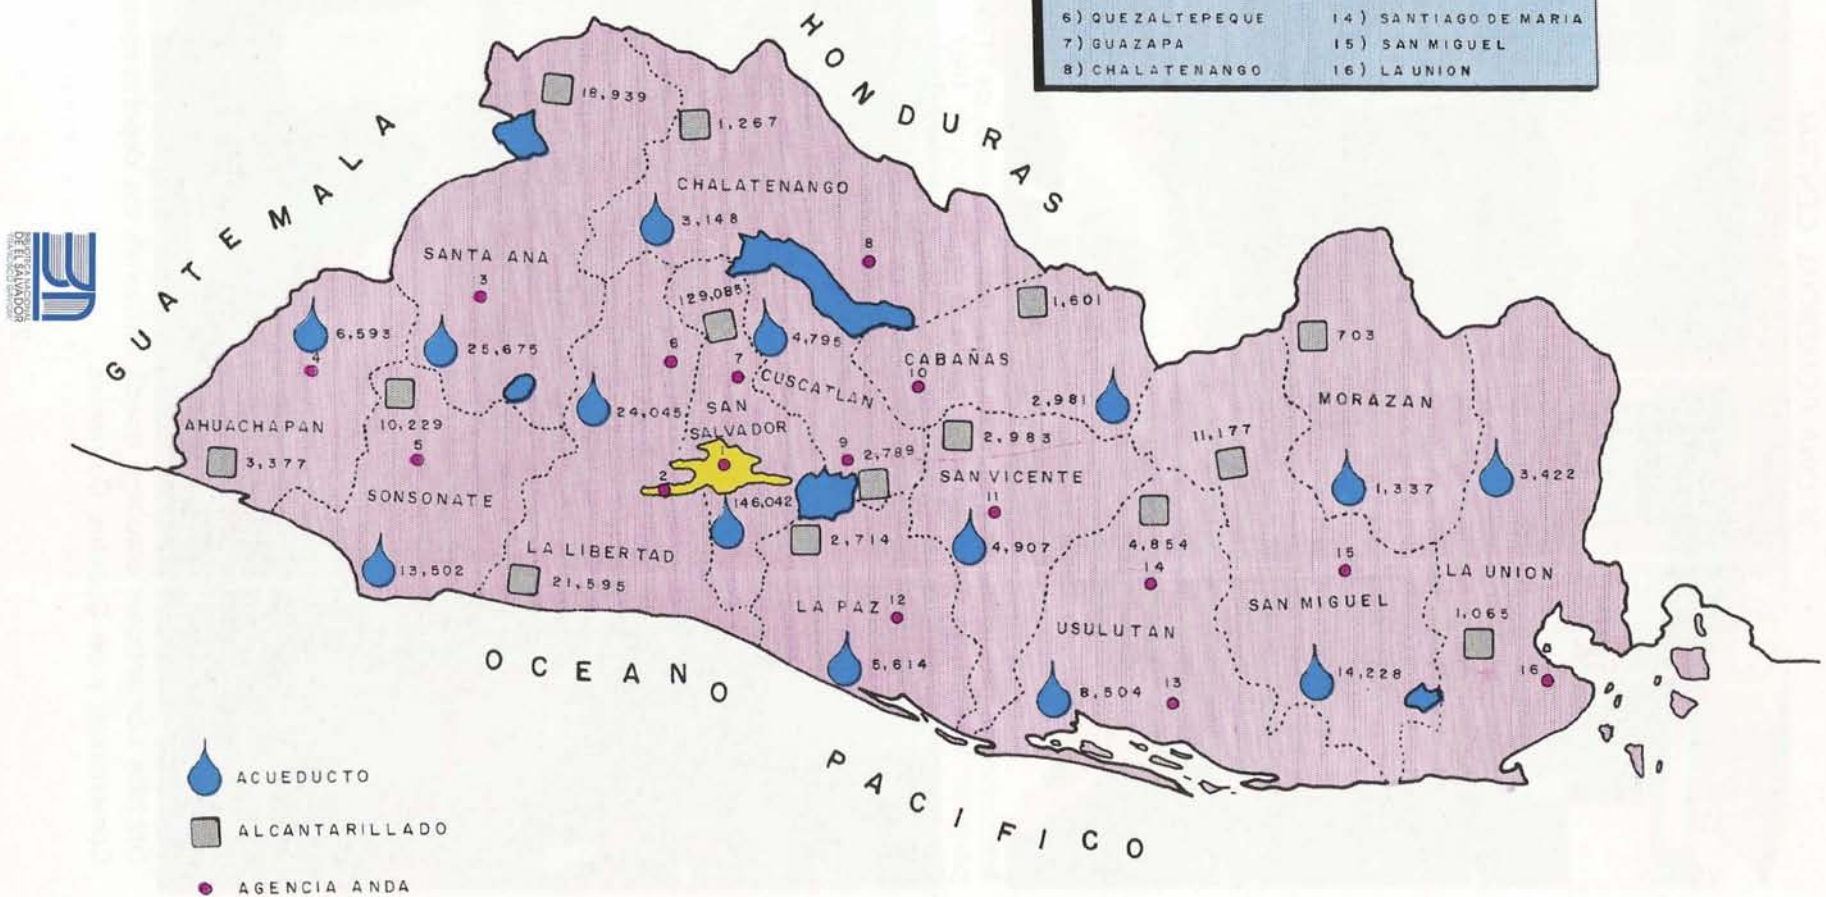 6) QUEZALTEPEQUE
7) GUAZAPA
8) CHALATENANGO
14) SANTIAGO DE MARIA
15) SAN MIGUEL
16) LA UNION
HONDURAS
GUATEMALA
18,939
1,267
CHALATENANGO
3,148
8
SANTA ANA
3
129,085
1,601
6,593
4
25,675
4,795
703
6
7
CABAÑAS
10
CUSCATLAN
24,045
SAN
SALVADOR
2,981
MORAZAN
AHUACHAPAN
3,377
10,229
5
SONSONATE
1
2
9
2,789
2,983
SAN VICENTE
11
11,177
1,337
3,422
146,042
2,714
4,907
4,854
14
15
LA LIBERTAD
21,595
13,502
LA PAZ
12
5,614
USULUTAN
8,504
13
SAN MIGUEL
14,228
LA UNION
1,065
16
OCEANO
PACIFICO
ACUEDUCTO
ALCANTARILLADO
AGENCIA ANDA
BIBLIOTECA NACIONAL
DE EL SALVADOR